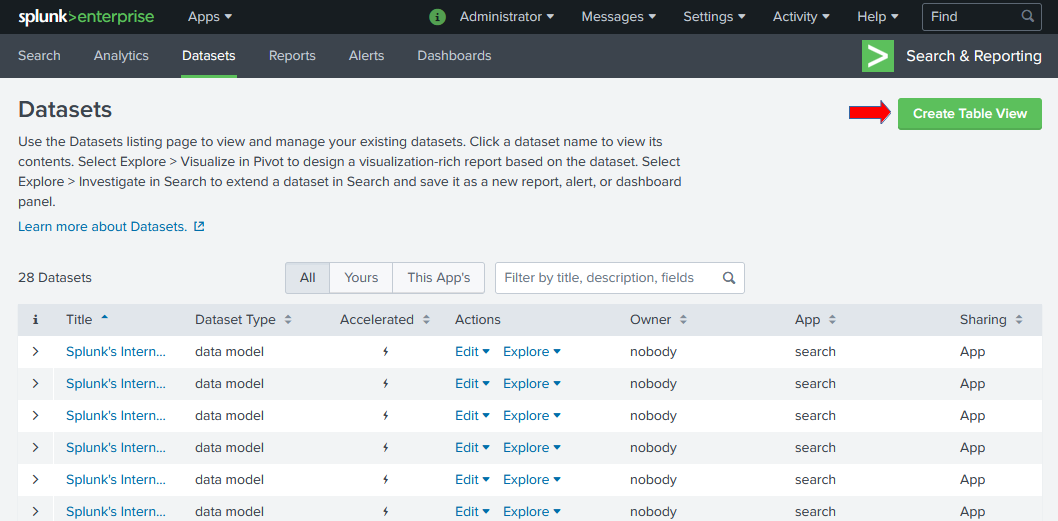 splunk>enterprise Apps i Administrator Messages Settings Activity Help Find
Search Analytics Datasets Reports Alerts Dashboards > Search & Reporting
Datasets
Create Table View
Use the Datasets listing page to view and manage your existing datasets. Click a dataset name to view its
contents. Select Explore > Visualize in Pivot to design a visualization-rich report based on the dataset. Select
Explore > Investigate in Search to extend a dataset in Search and save it as a new report, alert, or dashboard
panel.
Learn more about Datasets.
28 Datasets All Yours This App's Filter by title, description, fields
i Title Dataset Type Accelerated Actions Owner App Sharing
> Splunk's Intern... data model Edit Explore nobody search App
> Splunk's Intern... data model Edit Explore nobody search App
> Splunk's Intern... data model Edit Explore nobody search App
> Splunk's Intern... data model Edit Explore nobody search App
> Splunk's Intern... data model Edit Explore nobody search App
> Splunk's Intern... data model Edit Explore nobody search App